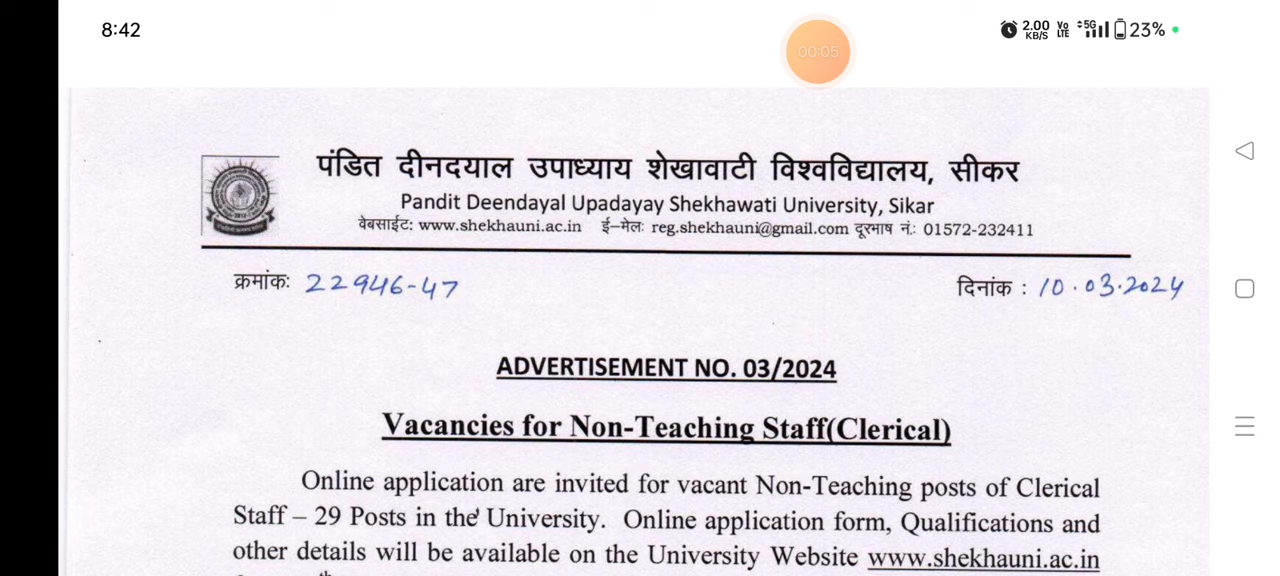 8:42
2.00 KB/S Vo LTE 5G 23%
00:05
पंडित दीनदयाल उपाध्याय शेखावाटी विश्वविद्यालय, सीकर
Pandit Deendayal Upadayay Shekhawati University, Sikar
वेबसाईट: www.shekhauni.ac.in ई-मेल: reg.shekhauni@gmail.com दूरभाष नं.: 01572-232411
क्रमांक: 22946-47 दिनांक : 10.03.2024
ADVERTISEMENT NO. 03/2024
Vacancies for Non-Teaching Staff(Clerical)
Online application are invited for vacant Non-Teaching posts of Clerical
Staff – 29 Posts in the University. Online application form, Qualifications and
other details will be available on the University Website www.shekhauni.ac.in